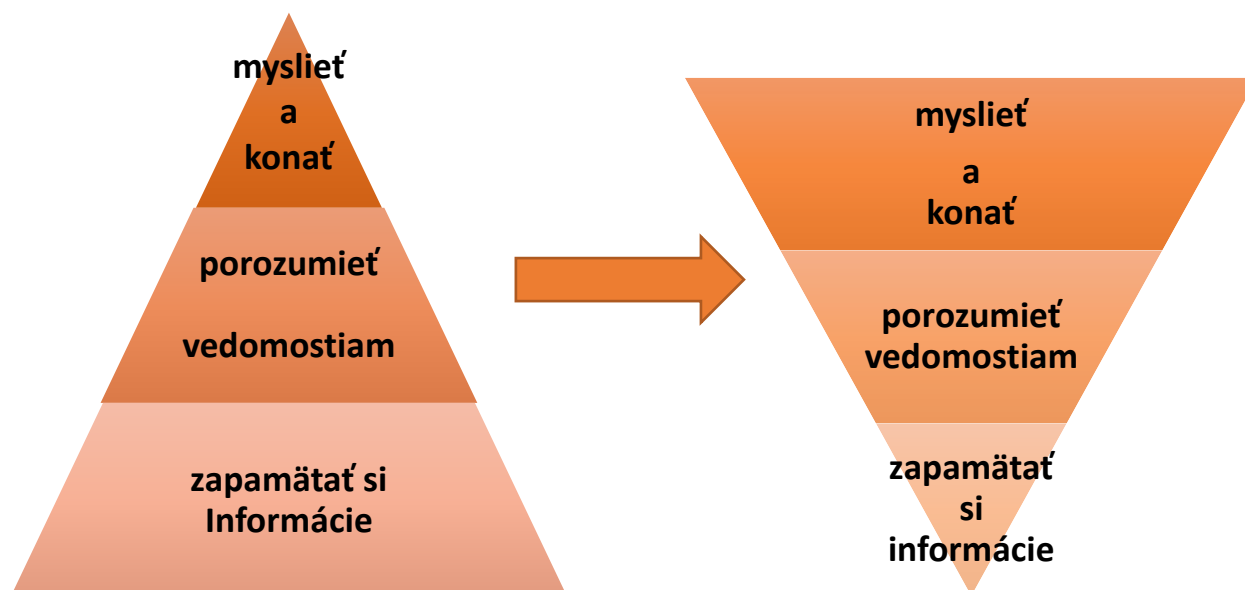 myslieť
a
konať
porozumieť
vedomostiam
zapamätať si
Informácie
myslieť
a
konať
porozumieť
vedomostiam
zapamätať
si
informácie